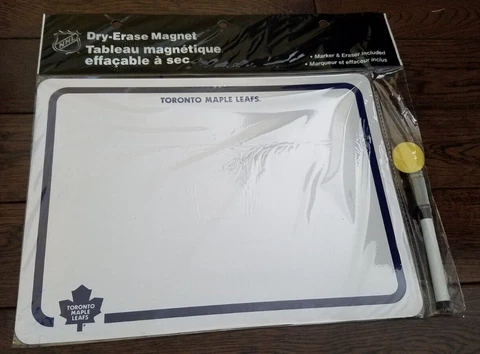 NHL
Dry-Erase Magnet
Tableau magnétique
effaçable à sec
• Marker & Eraser Included
• Marqueur et effaceur inclus
TORONTO MAPLE LEAFS.
TORONTO
MAPLE
LEAFS